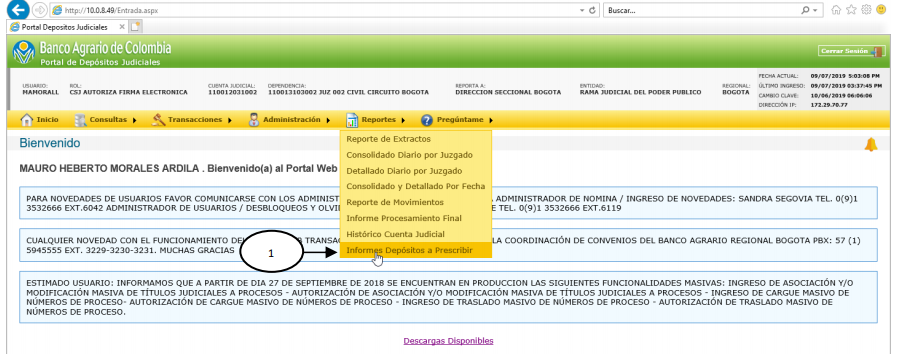 http://10.0.8.49/Entrada.aspx
Buscar...
Portal Depositos Judiciales
Banco Agrario de Colombia
Portal de Depósitos Judiciales
Cerrar Sesión
USUARIO: ROL: CUENTA JUDICIAL: DEPENDENCIA: REPORTA A: ENTIDAD: REGIONAL:
MAMORALL CSJ AUTORIZA FIRMA ELECTRONICA 110012031002 110013103002 JUZ 002 CIVIL CIRCUITO BOGOTA DIRECCION SECCIONAL BOGOTA RAMA JUDICIAL DEL PODER PUBLICO BOGOTA
FECHA ACTUAL: 09/07/2019 5:03:08 PM
ÚLTIMO INGRESO: 09/07/2019 03:37:45 PM
CAMBIO CLAVE: 10/06/2019 06:06:06
DIRECCIÓN IP: 172.29.70.77
Inicio Consultas Transacciones Administración Reportes Pregúntame
Bienvenido
Reporte de Extractos
Consolidado Diario por Juzgado
Detallado Diario por Juzgado
Consolidado y Detallado Por Fecha
Reporte de Movimientos
Informe Procesamiento Final
Histórico Cuenta Judicial
Informes Depósitos a Prescribir
MAURO HEBERTO MORALES ARDILA . Bienvenido(a) al Portal Web
PARA NOVEDADES DE USUARIOS FAVOR COMUNICARSE CON LOS ADMINIST ADMINISTRADOR DE NOMINA / INGRESO DE NOVEDADES: SANDRA SEGOVIA TEL. 0(9)1
3532666 EXT.6042 ADMINISTRADOR DE USUARIOS / DESBLOQUEOS Y OLVI E TEL. 0(9)1 3532666 EXT.6119
CUALQUIER NOVEDAD CON EL FUNCIONAMIENTO DEL TRANSAC LA COORDINACIÓN DE CONVENIOS DEL BANCO AGRARIO REGIONAL BOGOTA PBX: 57 (1)
5945555 EXT. 3229-3230-3231. MUCHAS GRACIAS
1
ESTIMADO USUARIO: INFORMAMOS QUE A PARTIR DE DIA 27 DE SEPTIEMBRE DE 2018 SE ENCUENTRAN EN PRODUCCION LAS SIGUIENTES FUNCIONALIDADES MASIVAS: INGRESO DE ASOCIACIÓN Y/O
MODIFICACIÓN MASIVA DE TÍTULOS JUDICIALES A PROCESOS - AUTORIZACIÓN DE ASOCIACIÓN Y/O MODIFICACIÓN MASIVA DE TÍTULOS JUDICIALES A PROCESOS - INGRESO DE CARGUE MASIVO DE
NÚMEROS DE PROCESO- AUTORIZACIÓN DE CARGUE MASIVO DE NÚMEROS DE PROCESO - INGRESO DE TRASLADO MASIVO DE NÚMEROS DE PROCESO - AUTORIZACIÓN DE TRASLADO MASIVO DE
NÚMEROS DE PROCESO.
Descargas Disponibles